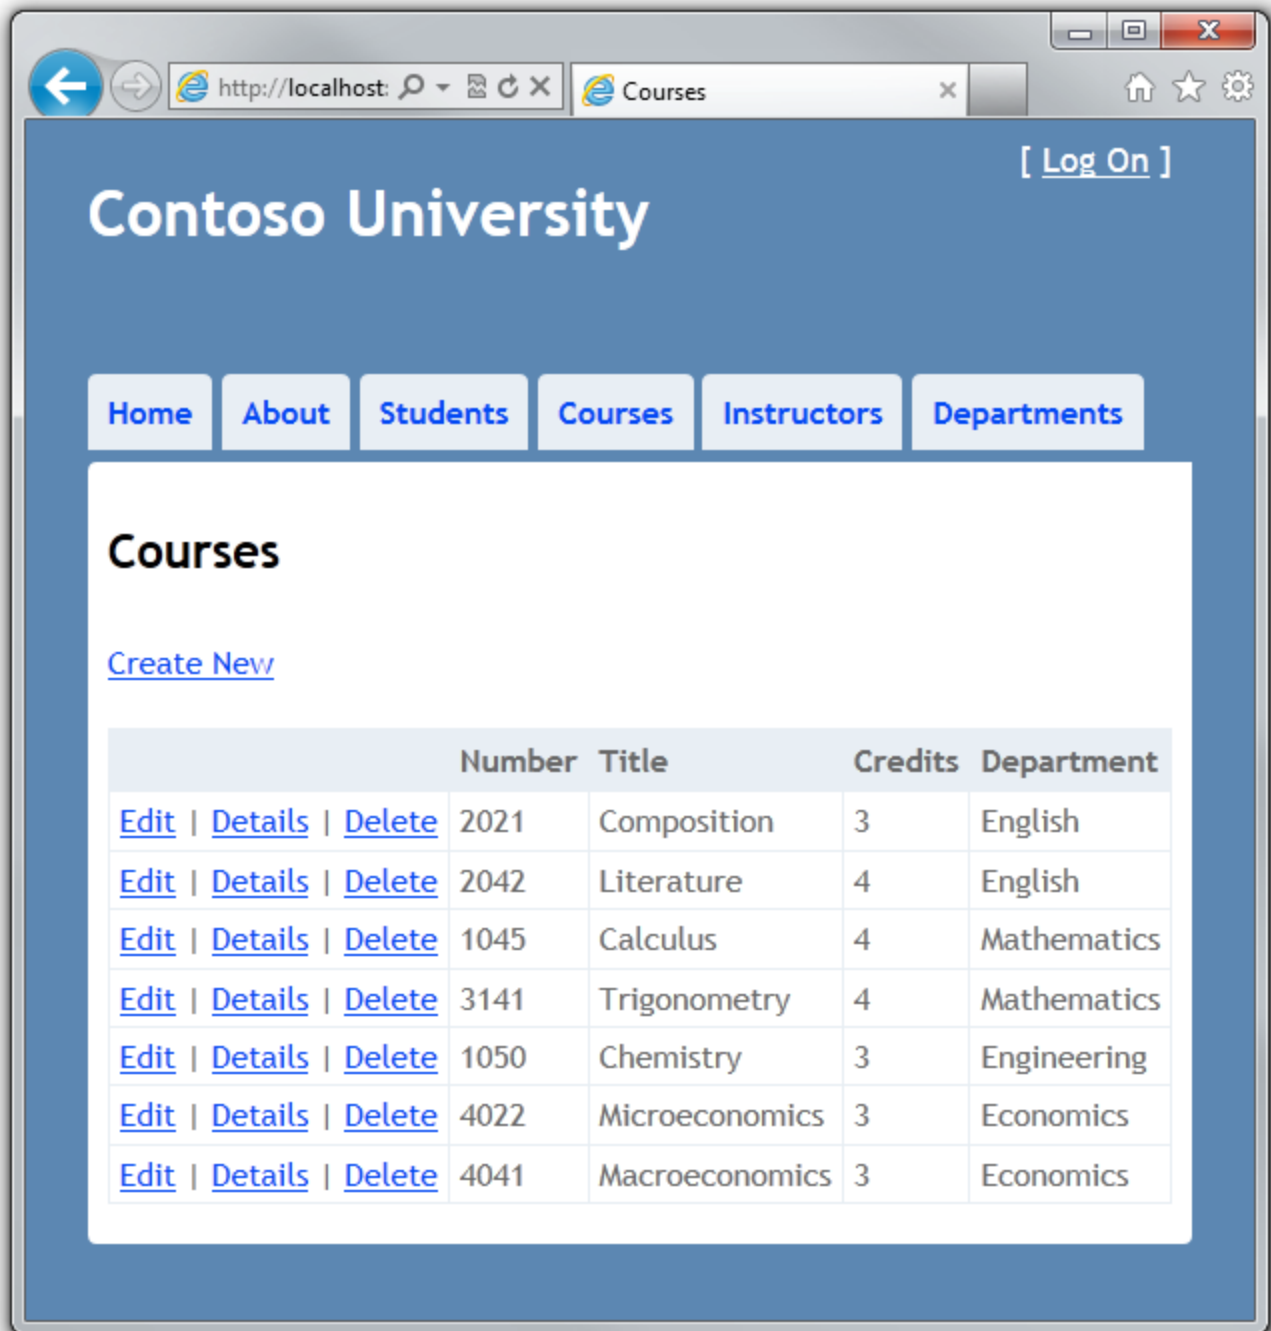 http://localhost:
Courses
[ Log On ]
Contoso University
Home About Students Courses Instructors Departments
Courses
Create New
Number Title Credits Department
Edit | Details | Delete 2021 Composition 3 English
Edit | Details | Delete 2042 Literature 4 English
Edit | Details | Delete 1045 Calculus 4 Mathematics
Edit | Details | Delete 3141 Trigonometry 4 Mathematics
Edit | Details | Delete 1050 Chemistry 3 Engineering
Edit | Details | Delete 4022 Microeconomics 3 Economics
Edit | Details | Delete 4041 Macroeconomics 3 Economics